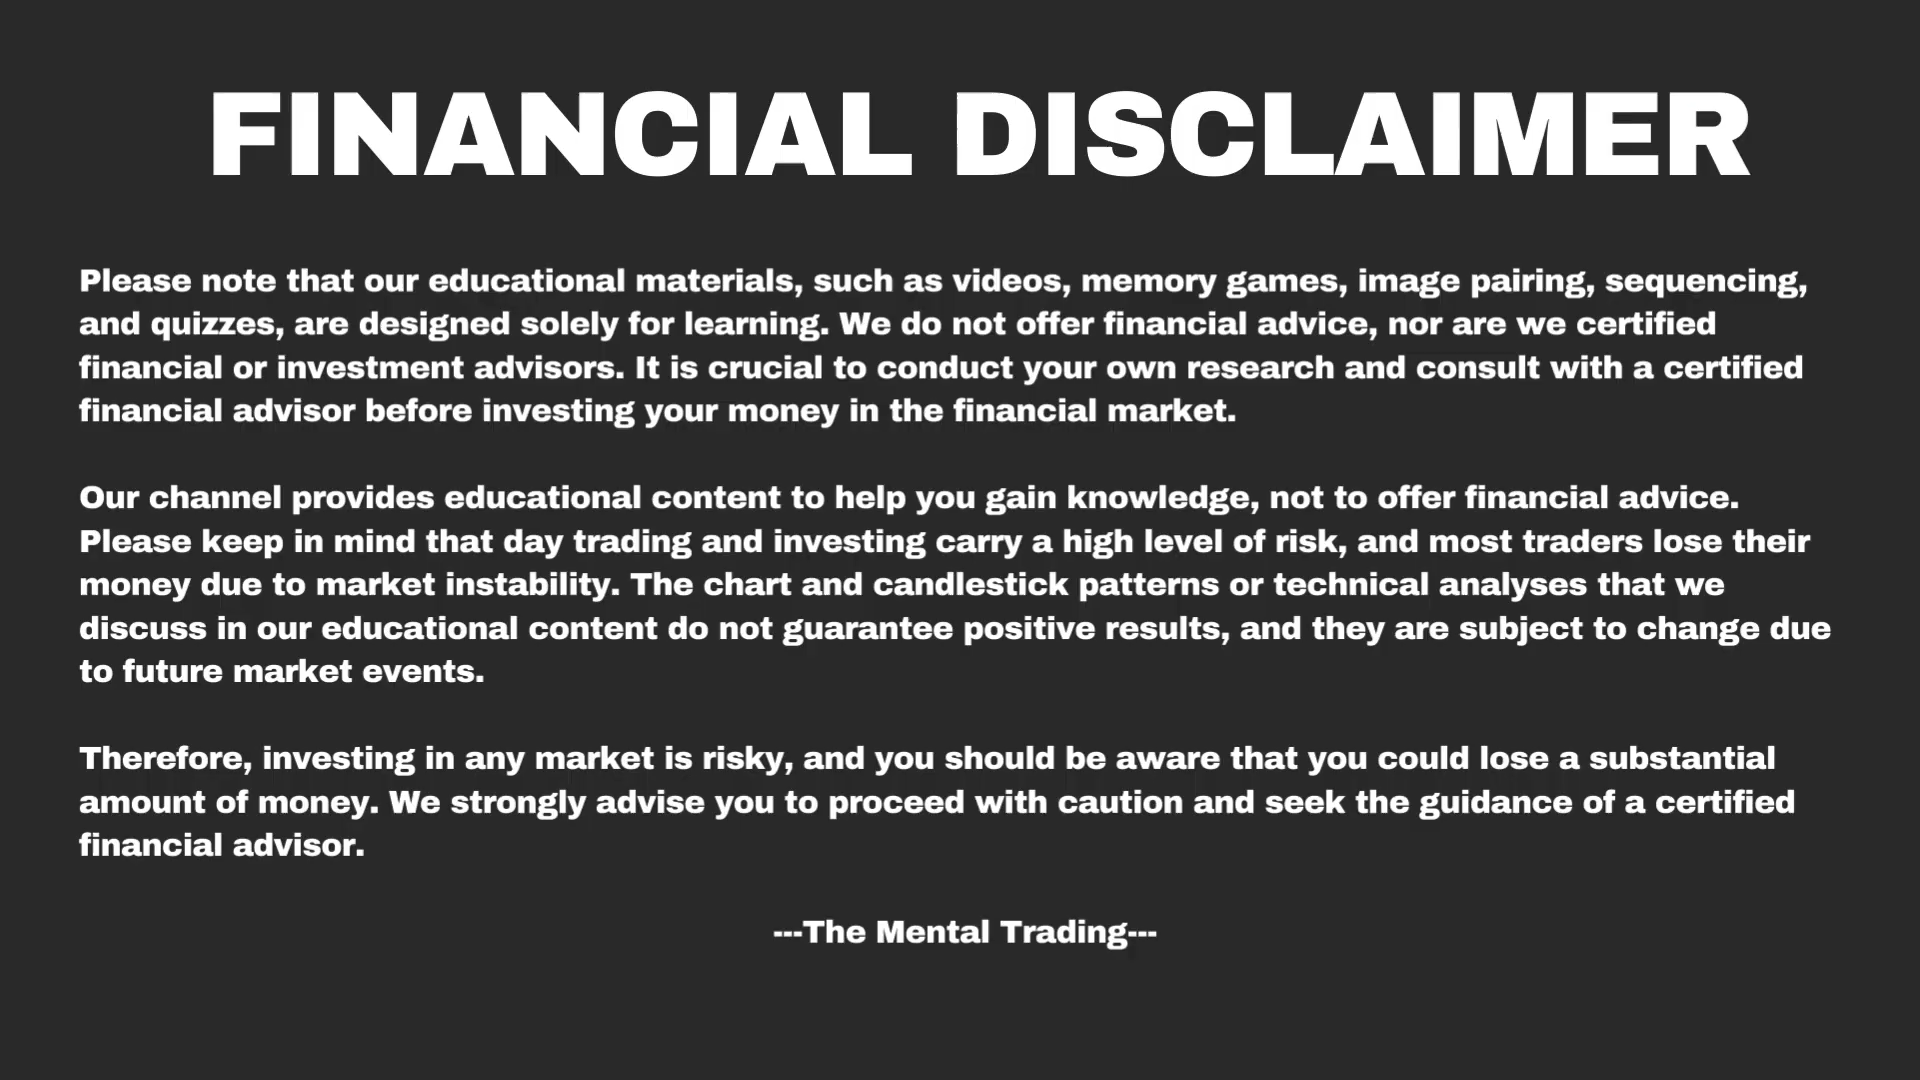 FINANCIAL DISCLAIMER
Please note that our educational materials, such as videos, memory games, image pairing, sequencing,
and quizzes, are designed solely for learning. We do not offer financial advice, nor are we certified
financial or investment advisors. It is crucial to conduct your own research and consult with a certified
financial advisor before investing your money in the financial market.
Our channel provides educational content to help you gain knowledge, not to offer financial advice.
Please keep in mind that day trading and investing carry a high level of risk, and most traders lose their
money due to market instability. The chart and candlestick patterns or technical analyses that we
discuss in our educational content do not guarantee positive results, and they are subject to change due
to future market events.
Therefore, investing in any market is risky, and you should be aware that you could lose a substantial
amount of money. We strongly advise you to proceed with caution and seek the guidance of a certified
financial advisor.
---The Mental Trading---